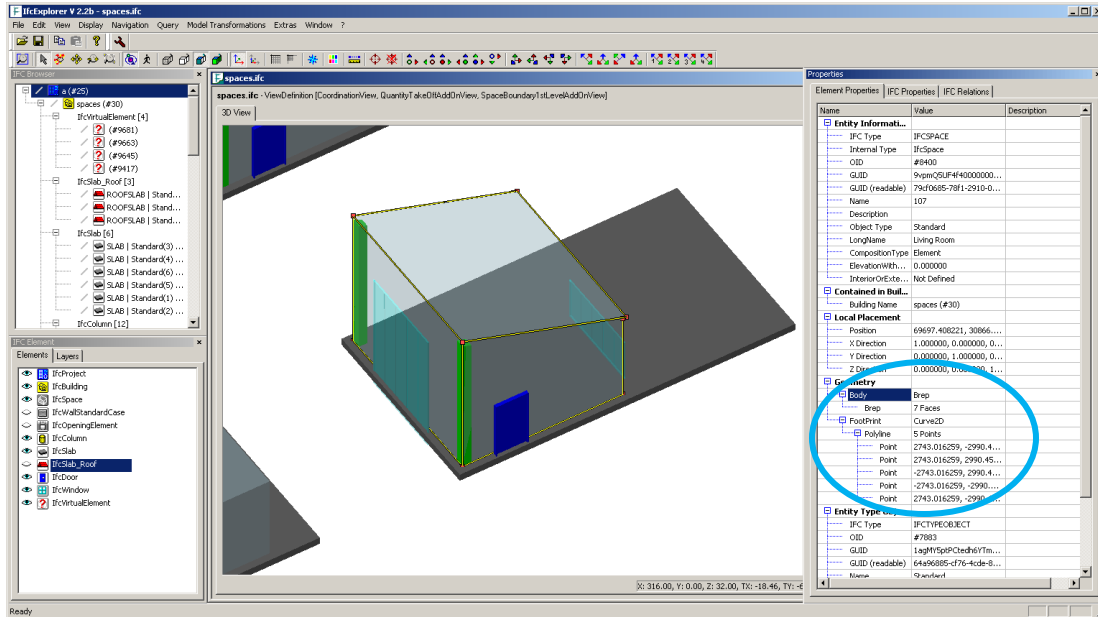 IfcExplorer V 2.2b - spaces.ifc
File Edit View Display Navigation Query Model Transformations Extras Window ?
IFC Browser
a (#25)
spaces (#30)
IfcVirtualElement [4]
(#9681)
(#9663)
(#9645)
(#9417)
IfcSlab_Roof [3]
ROOFSLAB | Stand...
ROOFSLAB | Stand...
ROOFSLAB | Stand...
IfcSlab [6]
SLAB | Standard(3) ...
SLAB | Standard(4) ...
SLAB | Standard(6) ...
SLAB | Standard(5) ...
SLAB | Standard(1) ...
SLAB | Standard(2) ...
IfcColumn [12]
IFC Element
Elements Layers
IfcProject
IfcBuilding
IfcSpace
IfcWallStandardCase
IfcOpeningElement
IfcColumn
IfcSlab
IfcSlab_Roof
IfcDoor
IfcWindow
IfcVirtualElement
spaces.ifc
spaces.ifc - ViewDefinition [CoordinationView, QuantityTakeOffAddOnView, SpaceBoundary1stLevelAddOnView]
3D View
X: 316.00, Y: 0.00, Z: 32.00, TX: -18.46, TY: -6
Properties
Element Properties IFC Properties IFC Relations
Name Value Description
Entity Informati...
IFC Type IFCSPACE
Internal Type IfcSpace
OID #8400
GUID 9vpmQ5UF4f40000000...
GUID (readable) 79cf0685-78f1-2910-0...
Name 107
Description
Object Type Standard
LongName Living Room
CompositionType Element
ElevationWith... 0.000000
InteriorOrExte... Not Defined
Contained in Buil...
Building Name spaces (#30)
Local Placement
Position 69697.408221, 30866....
X Direction 1.000000, 0.000000, 0...
Y Direction 0.000000, 1.000000, 0...
Z Direction 0.000000, 0.000000, 1...
Geometry
Body Brep
Brep 7 Faces
FootPrint Curve2D
Polyline 5 Points
Point 2743.016259, -2990.4...
Point 2743.016259, 2990.45...
Point -2743.016259, 2990.4...
Point -2743.016259, -2990....
Point 2743.016259, -2990
Entity Type
IFC Type IFCTYPEOBJECT
OID #7883
GUID 1agMY5ptPCtedh6YTm...
GUID (readable) 64a96885-cf76-4cde-8...
Name Standard
Ready